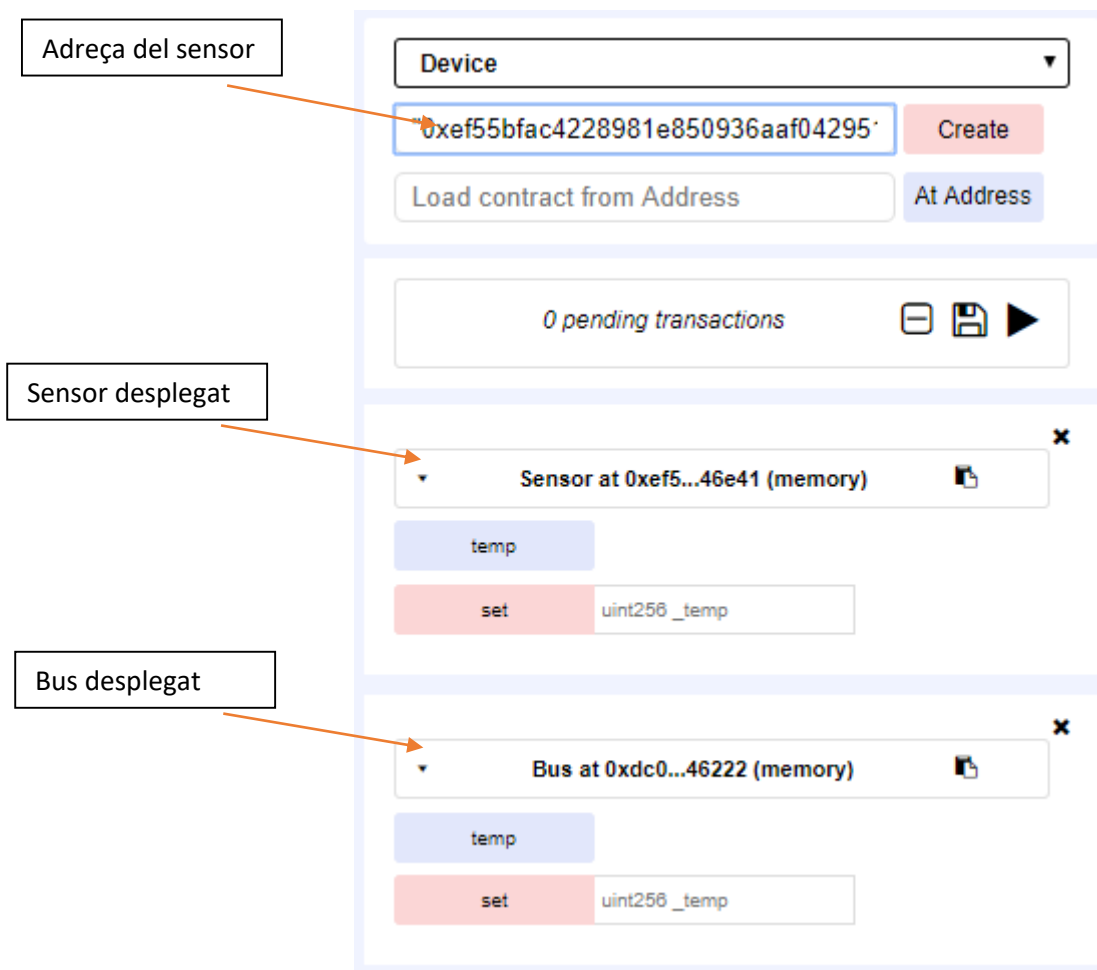 Adreça del sensor
Device
"0xef55bfac4228981e850936aaf04295
Create
Load contract from Address
At Address
0 pending transactions
Sensor desplegat
Sensor at 0xef5...46e41 (memory)
temp
set
uint256 _temp
Bus desplegat
Bus at 0xdc0...46222 (memory)
temp
set
uint256 _temp